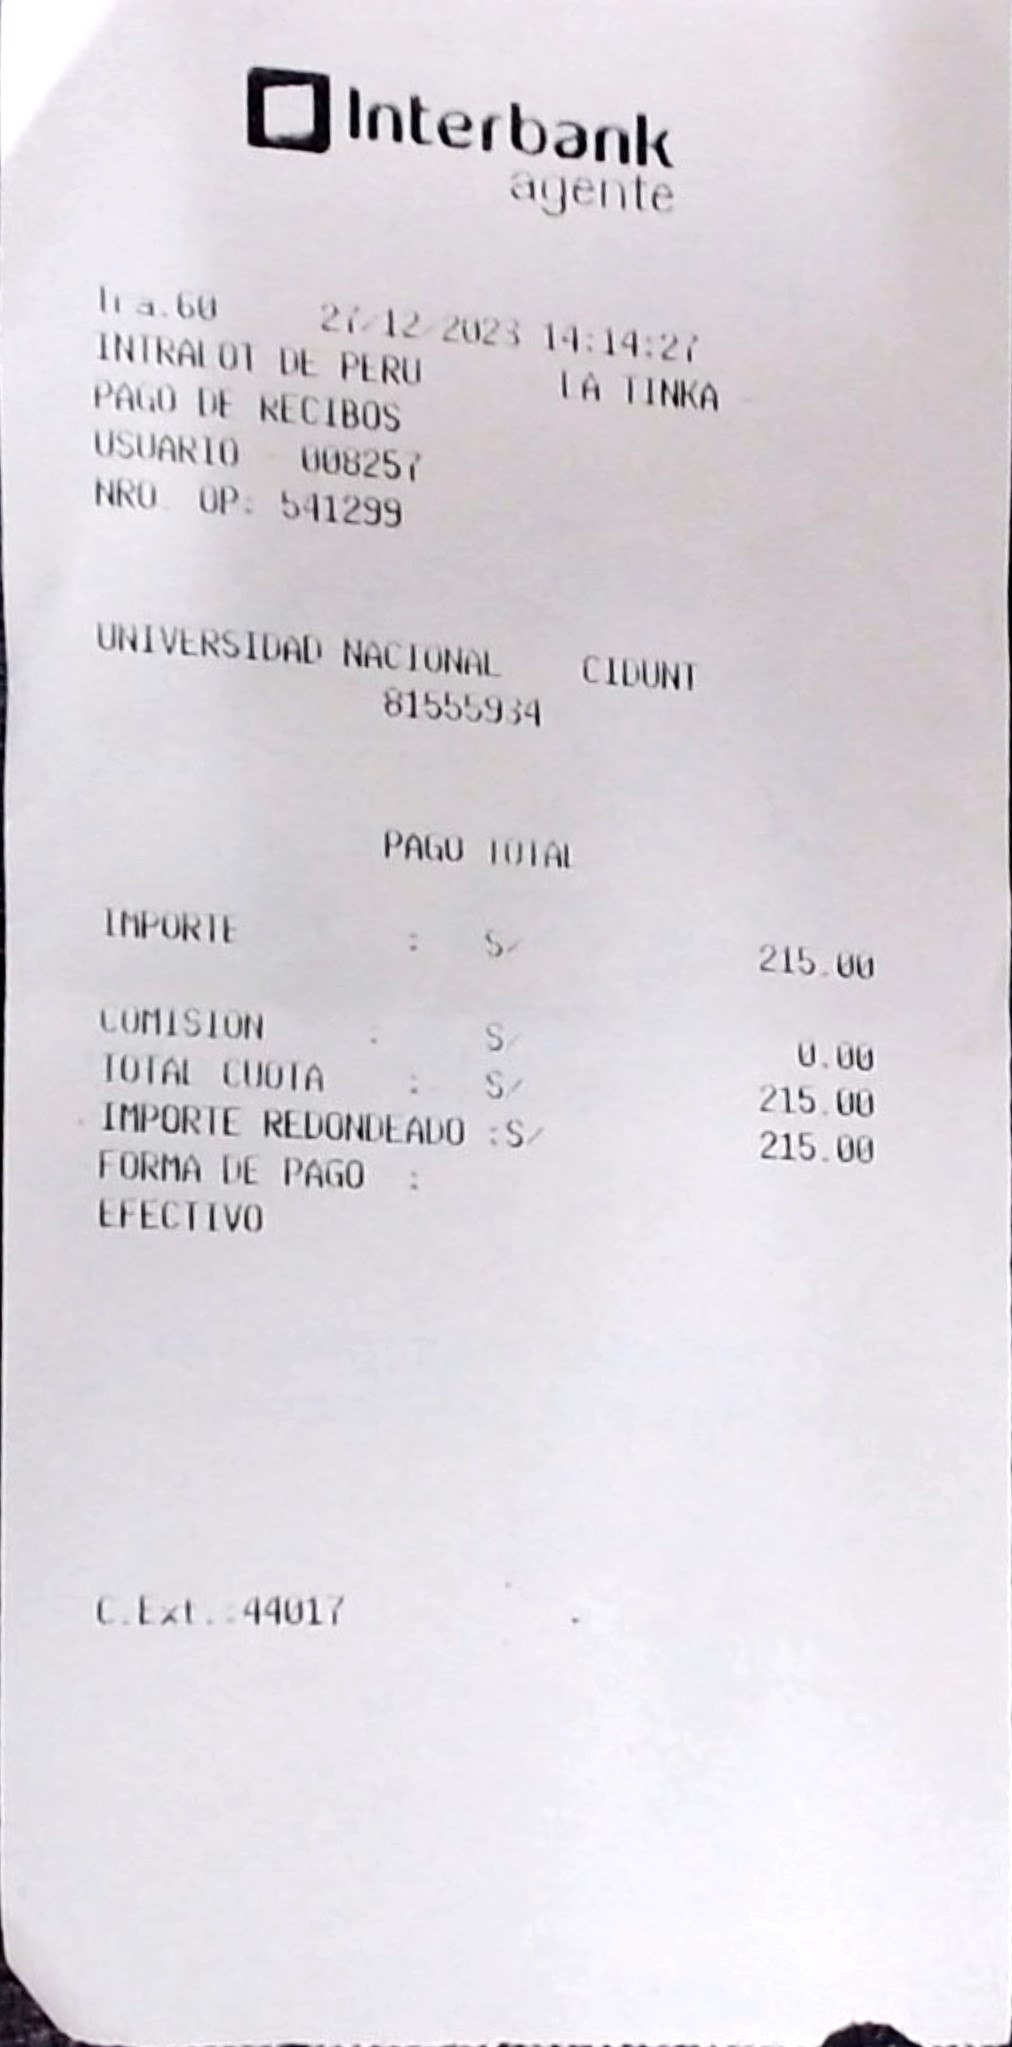 Interbank
agente
Tra.60 27/12/2023 14:14:27
INTRALOT DE PERU LA TINKA
PAGO DE RECIBOS
USUARIO 008257
NRO. OP: 541299
UNIVERSIDAD NACIONAL CIDUNT
81555934
PAGO TOTAL
IMPORTE : S/ 215.00
COMISION : S/ 0.00
TOTAL CUOTA : S/ 215.00
IMPORTE REDONDEADO :S/ 215.00
FORMA DE PAGO :
EFECTIVO
C.Ext.:44017